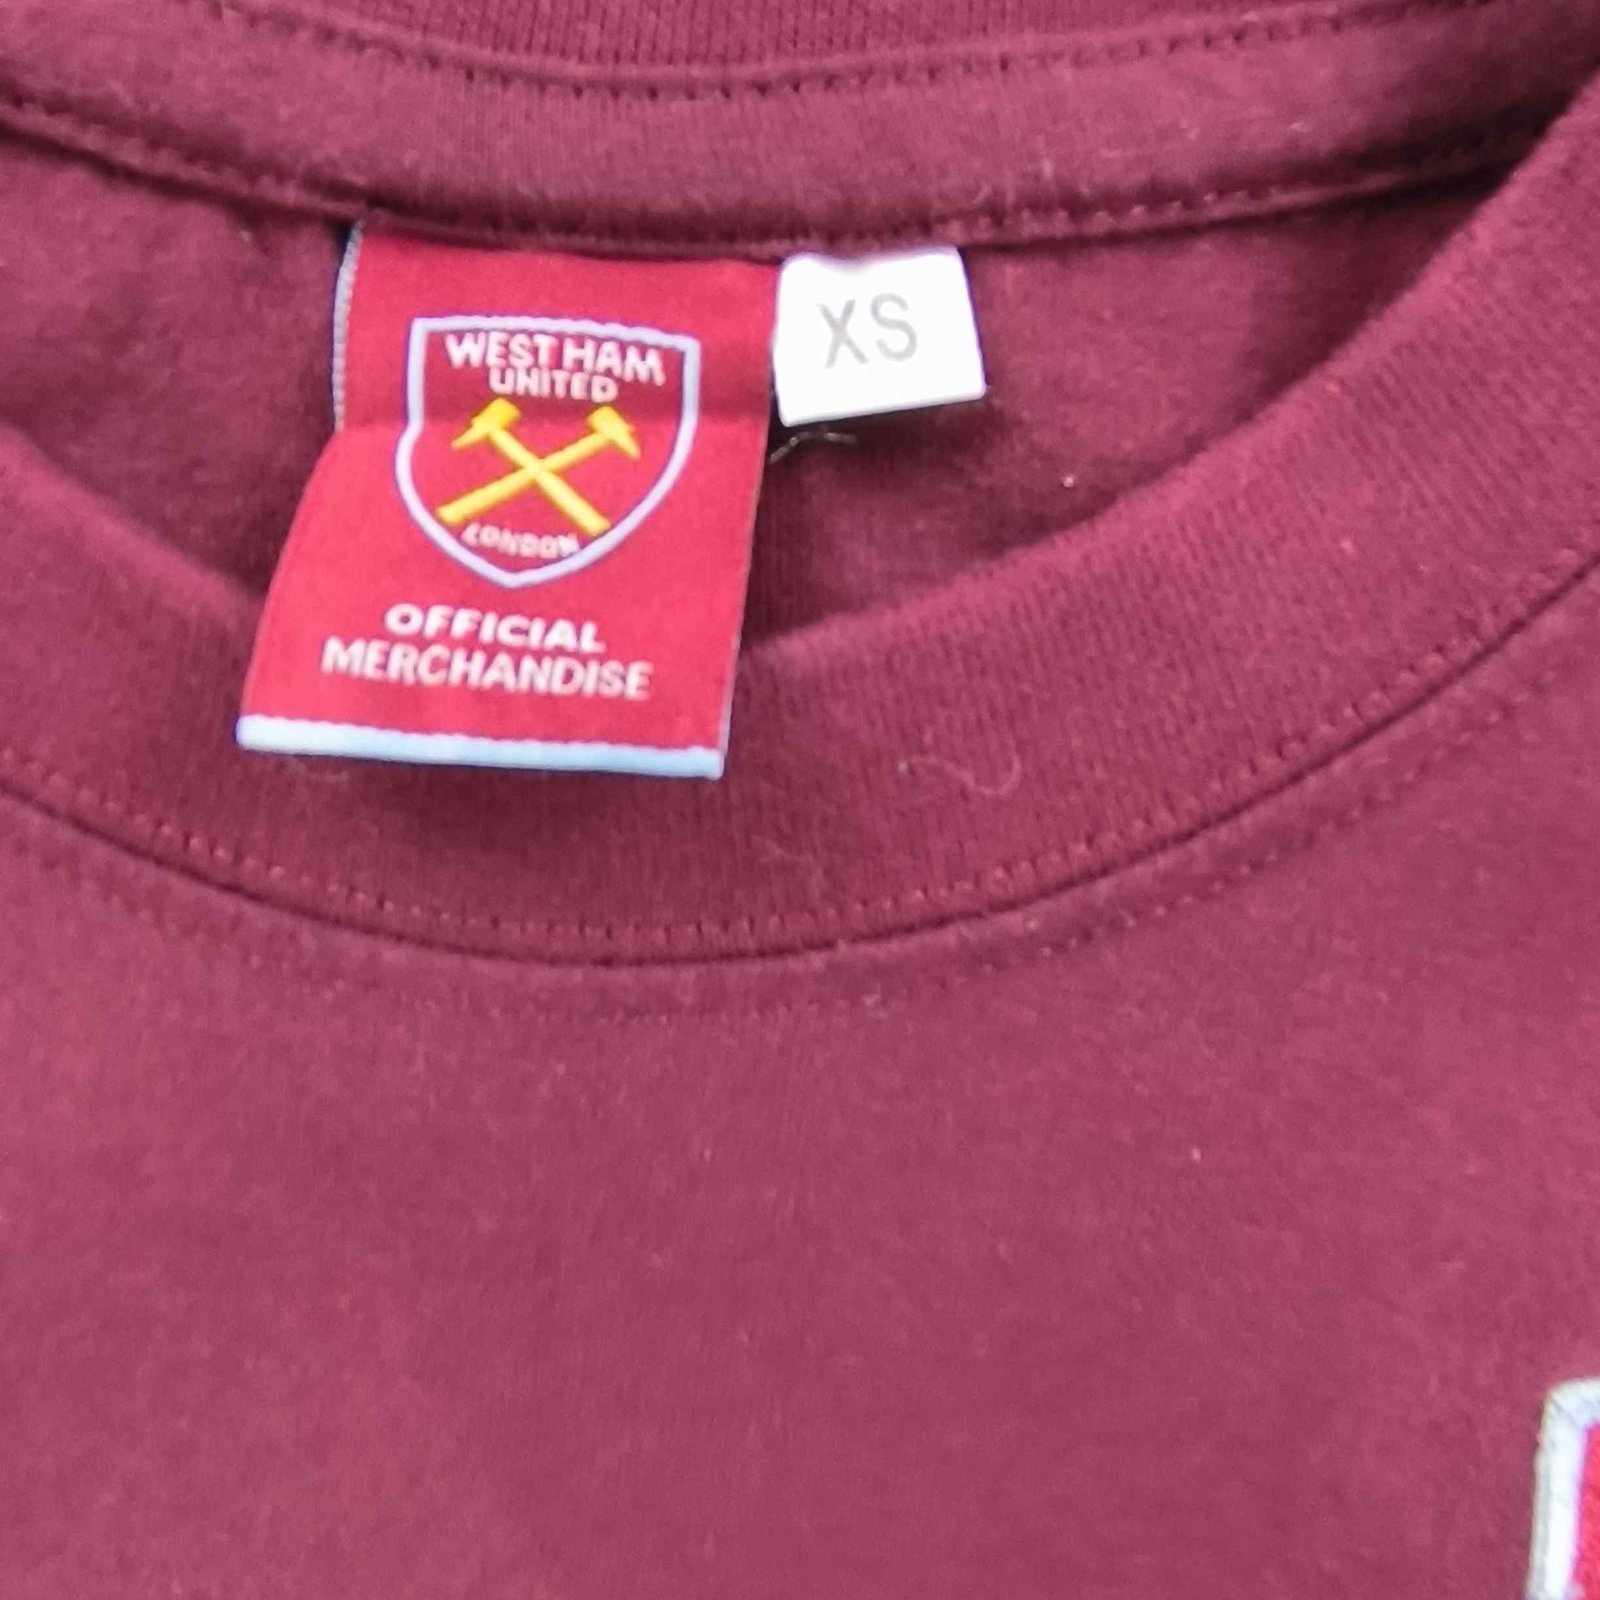 WEST HAM
UNITED
LONDON
OFFICIAL
MERCHANDISE
XS